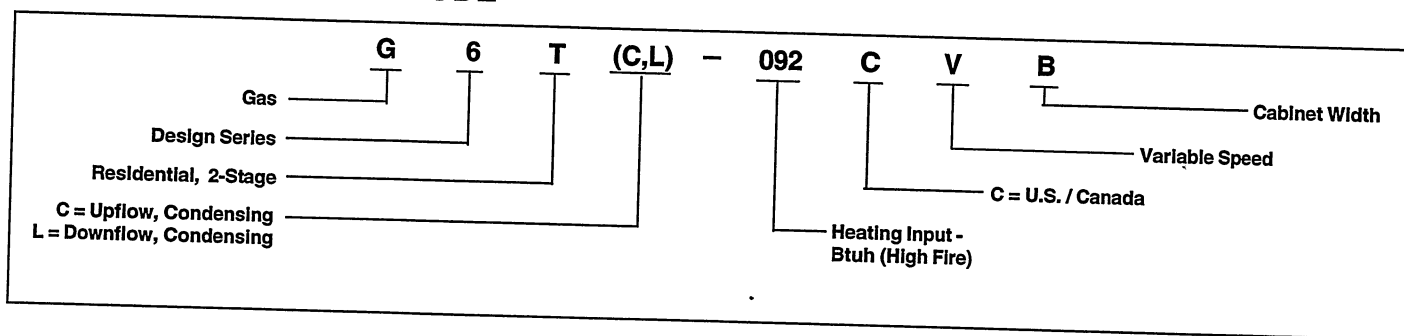 G 6 T (C,L) – 092 C V B
Gas
Design Series
Residential, 2-Stage
C = Upflow, Condensing
L = Downflow, Condensing
Cabinet Width
Variable Speed
C = U.S. / Canada
Heating Input -
Btuh (High Fire)